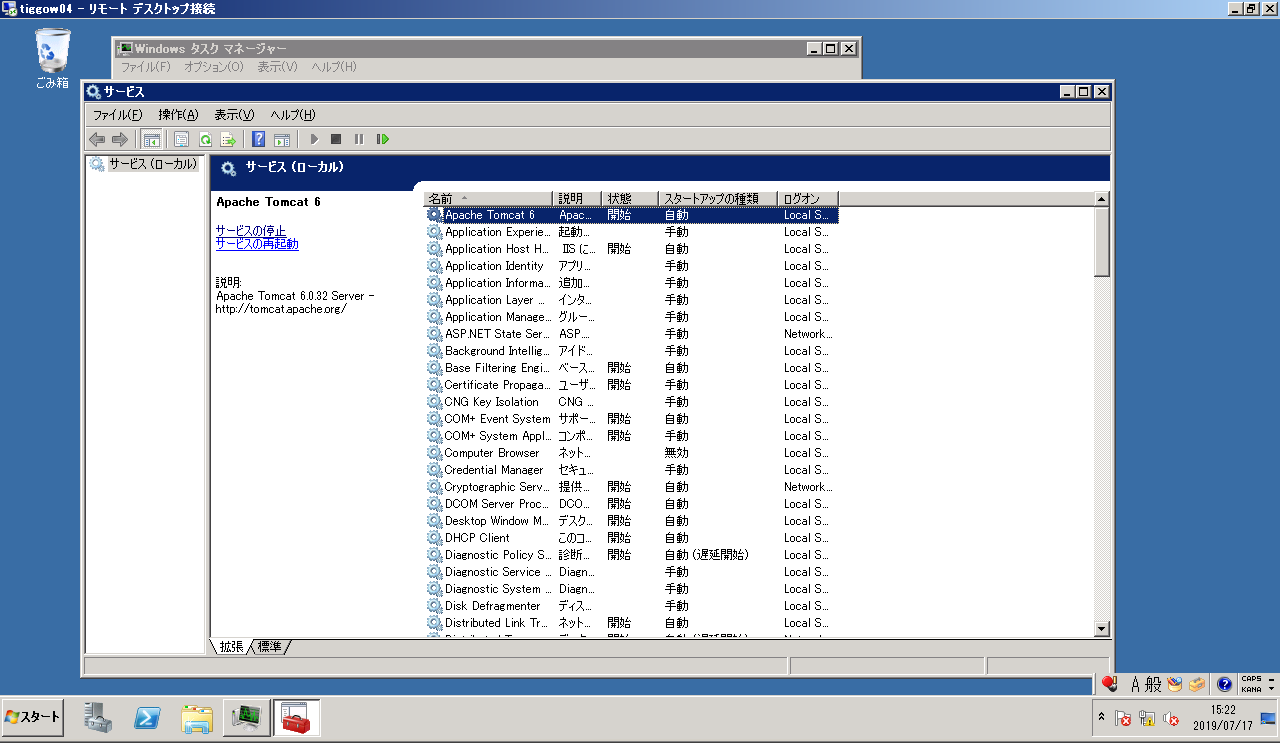 tiggow04 - リモート デスクトップ接続
ごみ箱
Windows タスク マネージャー
ファイル(F) オプション(O) 表示(V) ヘルプ(H)
サービス
ファイル(F) 操作(A) 表示(V) ヘルプ(H)
サービス (ローカル)
サービス (ローカル)
Apache Tomcat 6
サービスの停止
サービスの再起動
説明:
Apache Tomcat 6.0.32 Server -
http://tomcat.apache.org/
名前 説明 状態 スタートアップの種類 ログオン
Apache Tomcat 6 Apac... 開始 自動 Local S...
Application Experie... 起動... 手動 Local S...
Application Host H... IIS に... 開始 自動 Local S...
Application Identity アプリ... 手動 Local S...
Application Informa... 追加... 手動 Local S...
Application Layer ... インタ... 手動 Local S...
Application Manage... グルー... 手動 Local S...
ASP.NET State Ser... ASP.... 手動 Network...
Background Intellig... アイド... 手動 Local S...
Base Filtering Engi... ベース... 開始 自動 Local S...
Certificate Propaga... ユーザ... 開始 手動 Local S...
CNG Key Isolation CNG ... 手動 Local S...
COM+ Event System サポー... 開始 自動 Local S...
COM+ System Appl... コンポ... 開始 手動 Local S...
Computer Browser ネット... 無効 Local S...
Credential Manager セキュ... 手動 Local S...
Cryptographic Serv... 提供... 開始 自動 Network...
DCOM Server Proc... DCO... 開始 自動 Local S...
Desktop Window M... デスク... 開始 自動 Local S...
DHCP Client このコ... 開始 自動 Local S...
Diagnostic Policy S... 診断... 開始 自動 (遅延開始) Local S...
Diagnostic Service ... Diagn... 手動 Local S...
Diagnostic System ... Diagn... 手動 Local S...
Disk Defragmenter ディス... 手動 Local S...
Distributed Link Tr... ネット... 開始 自動 Local S...
拡張 標準
A 般 CAPS
KANA
スタート
15:22
2019/07/17